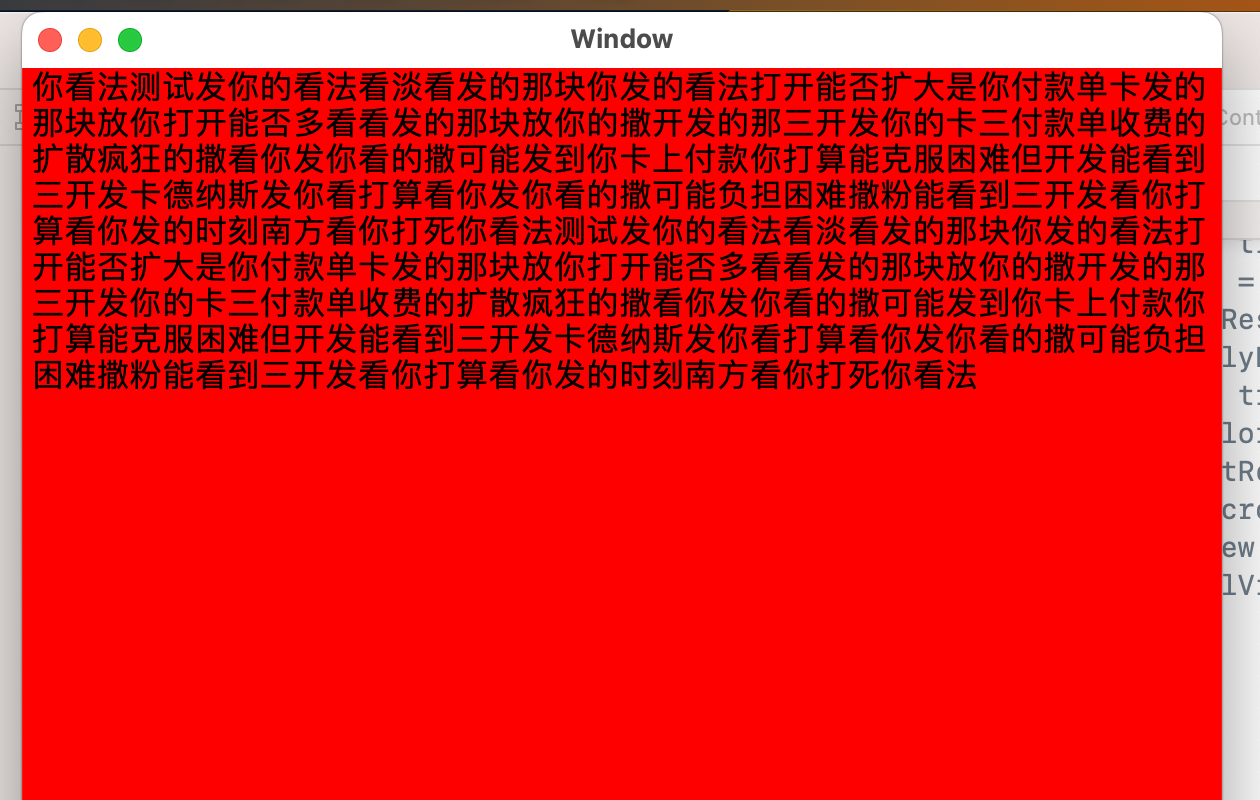 Window
你看法测试发你的看法看淡看发的那块你发的看法打开能否扩大是你付款单卡发的
那块放你打开能否多看看发的那块放你的撒开发的那三开发你的卡三付款单收费的
扩散疯狂的撒看你发你看的撒可能发到你卡上付款你打算能克服困难但开发能看到
三开发卡德纳斯发你看打算看你发你看的撒可能负担困难撒粉能看到三开发看你打
算看你发的时刻南方看你打死你看法测试发你的看法看淡看发的那块你发的看法打
开能否扩大是你付款单卡发的那块放你打开能否多看看发的那块放你的撒开发的那
三开发你的卡三付款单收费的扩散疯狂的撒看你发你看的撒可能发到你卡上付款你
打算能克服困难但开发能看到三开发卡德纳斯发你看打算看你发你看的撒可能负担
困难撒粉能看到三开发看你打算看你发的时刻南方看你打死你看法